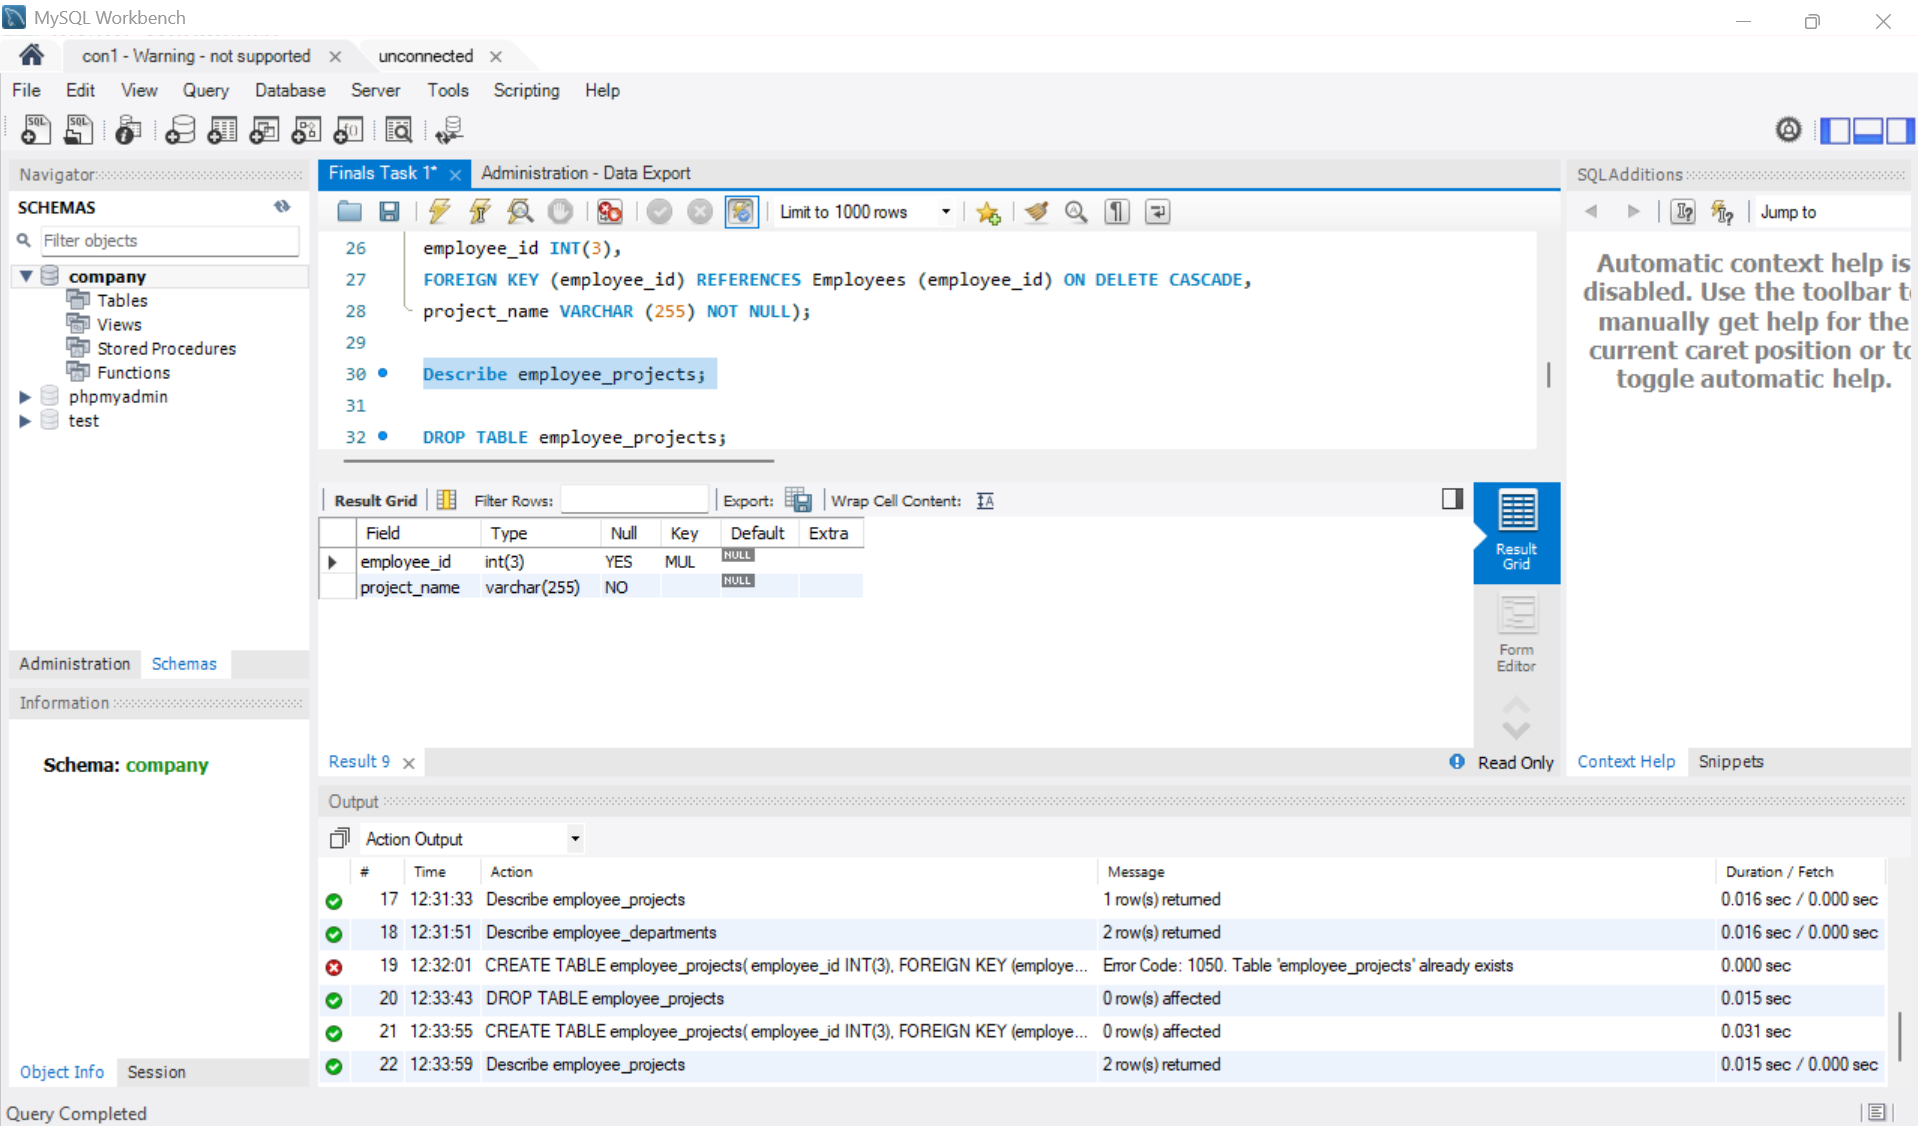 MySQL Workbench
con1 - Warning - not supported
unconnected
File Edit View Query Database Server Tools Scripting Help
Navigator
SCHEMAS
Filter objects
company
Tables
Views
Stored Procedures
Functions
phpmyadmin
test
Administration Schemas
Information
Schema: company
Object Info Session
Finals Task 1* Administration - Data Export
Limit to 1000 rows
26 employee_id INT(3),
27 FOREIGN KEY (employee_id) REFERENCES Employees (employee_id) ON DELETE CASCADE,
28 project_name VARCHAR (255) NOT NULL);
29
30 Describe employee_projects;
31
32 DROP TABLE employee_projects;
Result Grid Filter Rows: Export: Wrap Cell Content:
Field Type Null Key Default Extra
employee_id int(3) YES MUL NULL
project_name varchar(255) NO NULL
Result Grid
Form Editor
Result 9 Read Only
SQLAdditions
Jump to
Automatic context help is
disabled. Use the toolbar t
manually get help for the
current caret position or to
toggle automatic help.
Context Help Snippets
Output
Action Output
# Time Action Message Duration / Fetch
17 12:31:33 Describe employee_projects 1 row(s) returned 0.016 sec / 0.000 sec
18 12:31:51 Describe employee_departments 2 row(s) returned 0.016 sec / 0.000 sec
19 12:32:01 CREATE TABLE employee_projects( employee_id INT(3), FOREIGN KEY (employe... Error Code: 1050. Table 'employee_projects' already exists 0.000 sec
20 12:33:43 DROP TABLE employee_projects 0 row(s) affected 0.015 sec
21 12:33:55 CREATE TABLE employee_projects( employee_id INT(3), FOREIGN KEY (employe... 0 row(s) affected 0.031 sec
22 12:33:59 Describe employee_projects 2 row(s) returned 0.015 sec / 0.000 sec
Query Completed